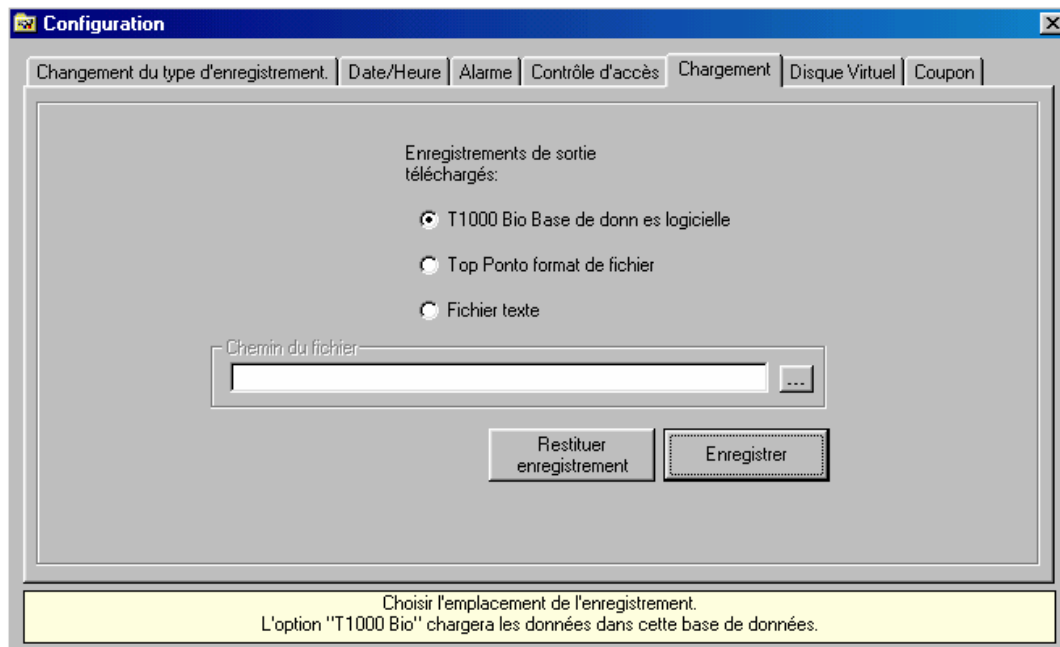 Configuration
Changement du type d'enregistrement. Date/Heure Alarme Contrôle d'accès Chargement Disque Virtuel Coupon
Enregistrements de sortie
téléchargés:
T1000 Bio Base de donn es logicielle
Top Ponto format de fichier
Fichier texte
Chemin du fichier
...
Restituer
enregistrement
Enregistrer
Choisir l'emplacement de l'enregistrement.
L'option "T1000 Bio" chargera les données dans cette base de données.